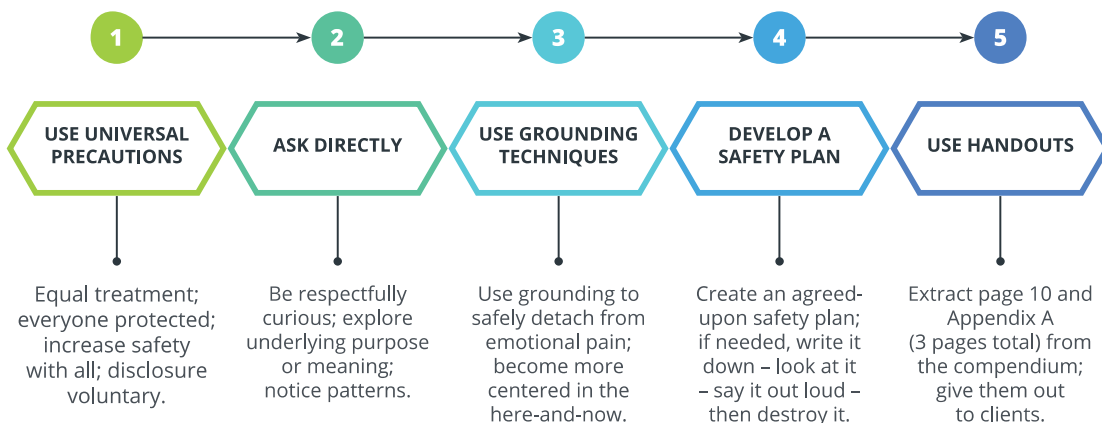 1
2
3
4
5
USE UNIVERSAL
PRECAUTIONS
ASK DIRECTLY
USE GROUNDING
TECHNIQUES
DEVELOP A
SAFETY PLAN
USE HANDOUTS
Equal treatment;
everyone protected;
increase safety
with all; disclosure
voluntary.
Be respectfully
curious; explore
underlying purpose
or meaning;
notice patterns.
Use grounding to
safely detach from
emotional pain;
become more
centered in the
here-and-now.
Create an agreed-
upon safety plan;
if needed, write it
down – look at it
– say it out loud –
then destroy it.
Extract page 10 and
Appendix A
(3 pages total) from
the compendium;
give them out
to clients.